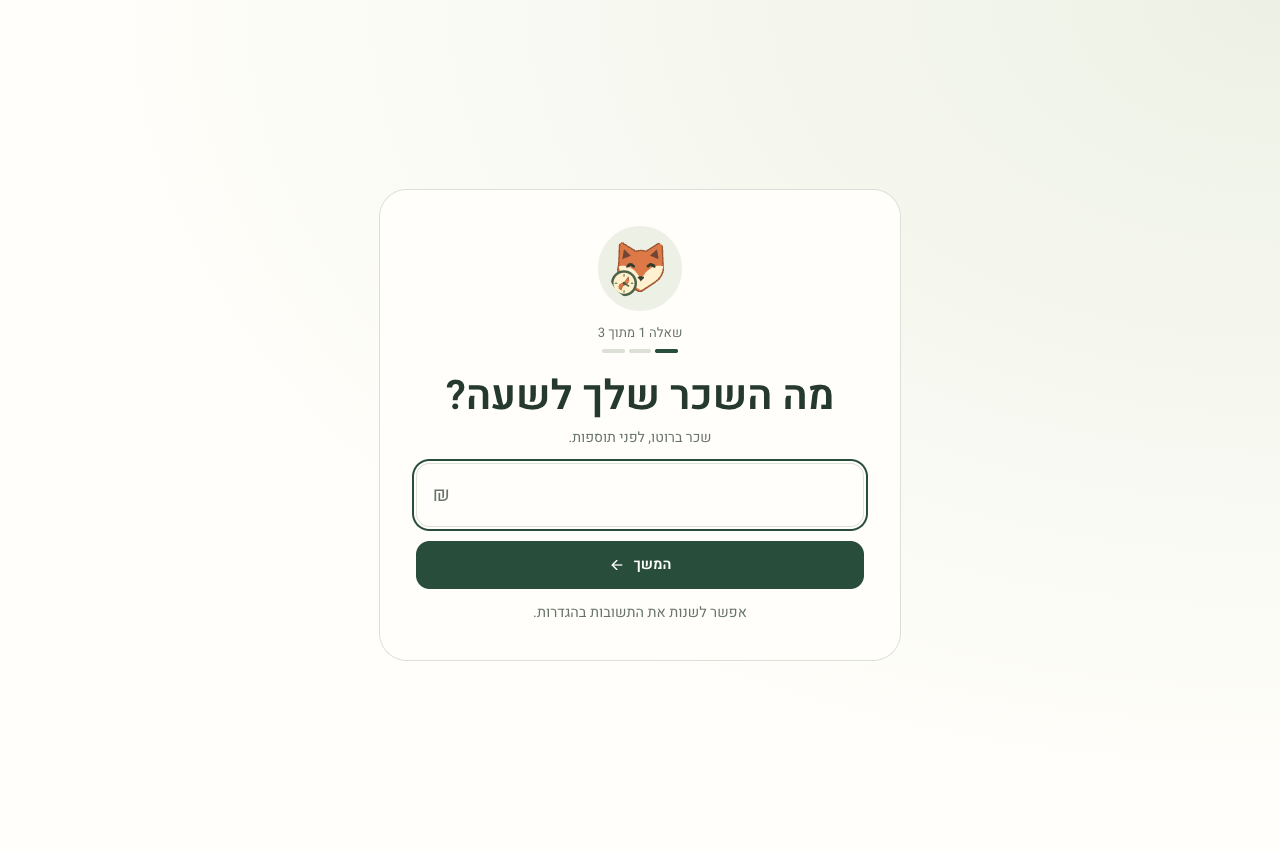 שאלה 1 מתוך 3
מה השכר שלך לשעה?
שכר ברוטו, לפני תוספות.
₪
המשך ←
אפשר לשנות את התשובות בהגדרות.